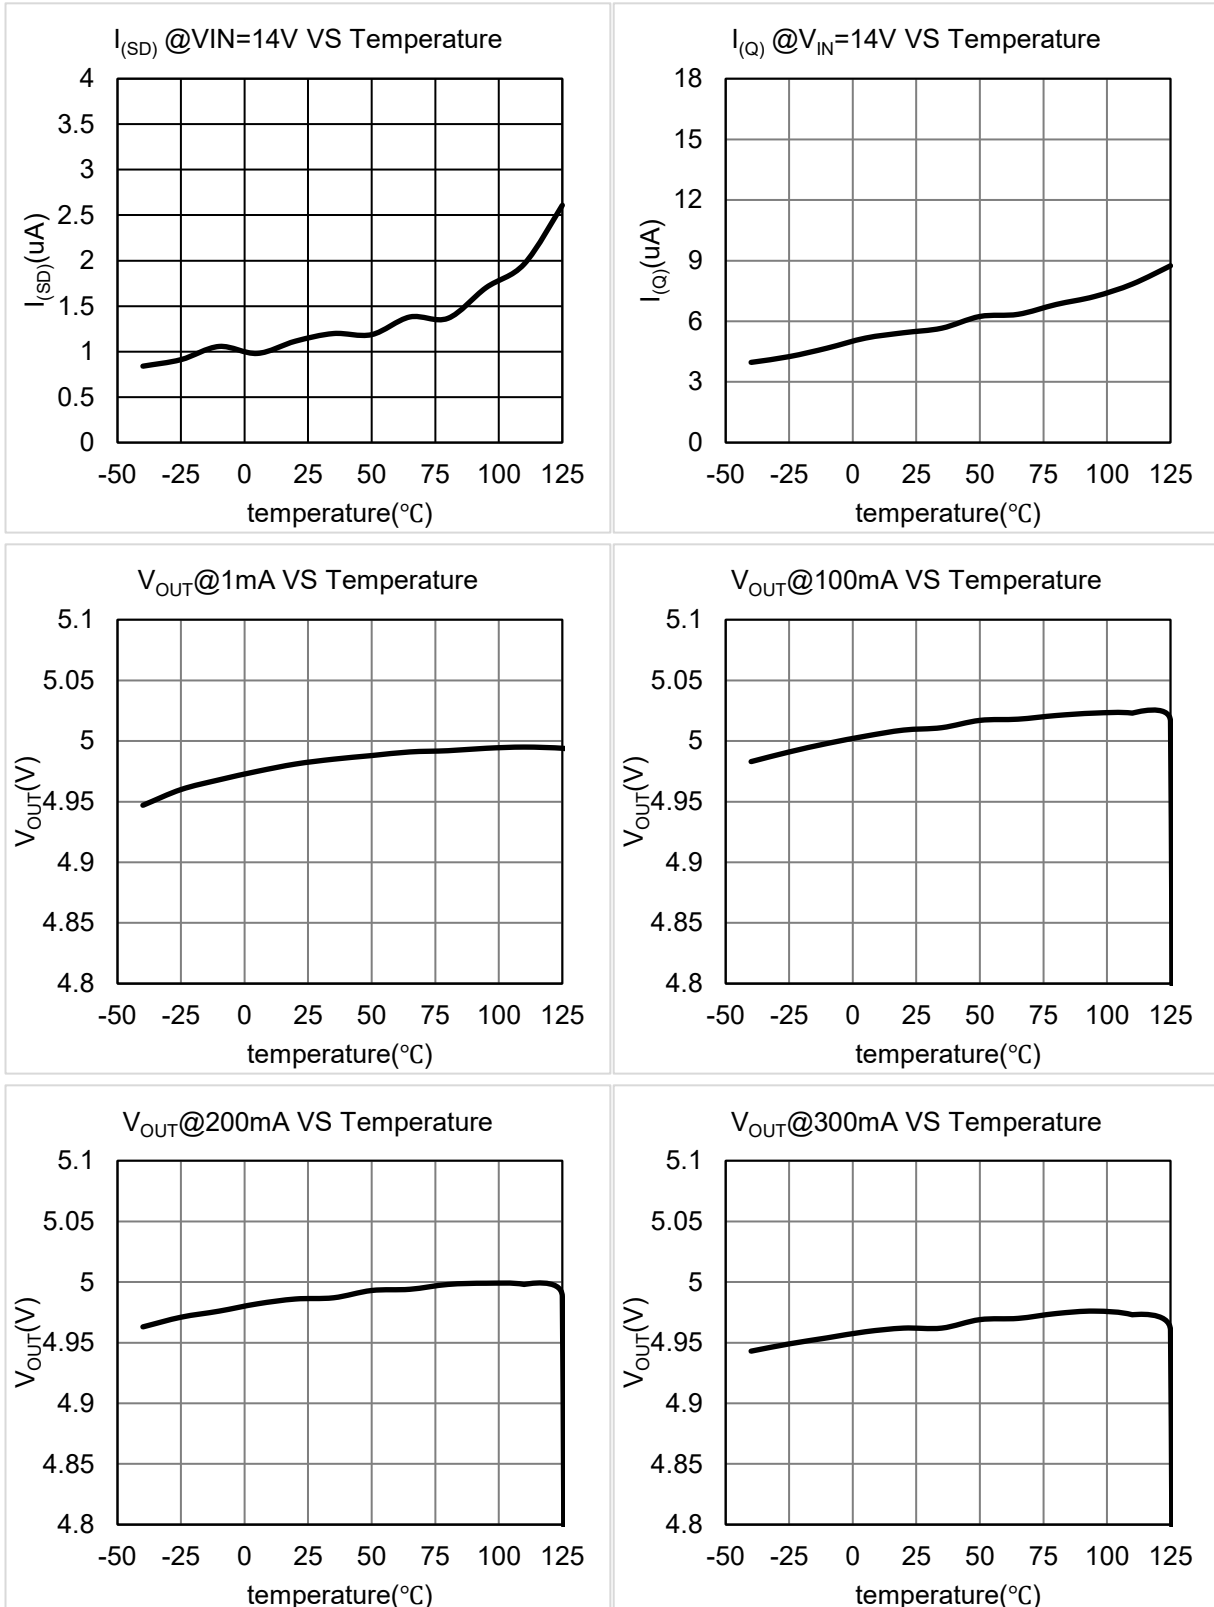 I(SD) @VIN=14V VS Temperature
4
3.5
3
2.5
2
1.5
1
0.5
0
I(SD)(uA)
-50 -25 0 25 50 75 100 125
temperature(℃)
I(Q) @VIN=14V VS Temperature
18
15
12
9
6
3
0
I(Q)(uA)
-50 -25 0 25 50 75 100 125
temperature(℃)
VOUT@1mA VS Temperature
5.1
5.05
5
4.95
4.9
4.85
4.8
VOUT(V)
-50 -25 0 25 50 75 100 125
temperature(℃)
VOUT@100mA VS Temperature
5.1
5.05
5
4.95
4.9
4.85
4.8
VOUT(V)
-50 -25 0 25 50 75 100 125
temperature(℃)
VOUT@200mA VS Temperature
5.1
5.05
5
4.95
4.9
4.85
4.8
VOUT(V)
-50 -25 0 25 50 75 100 125
temperature(℃)
VOUT@300mA VS Temperature
5.1
5.05
5
4.95
4.9
4.85
4.8
VOUT(V)
-50 -25 0 25 50 75 100 125
temperature(℃)